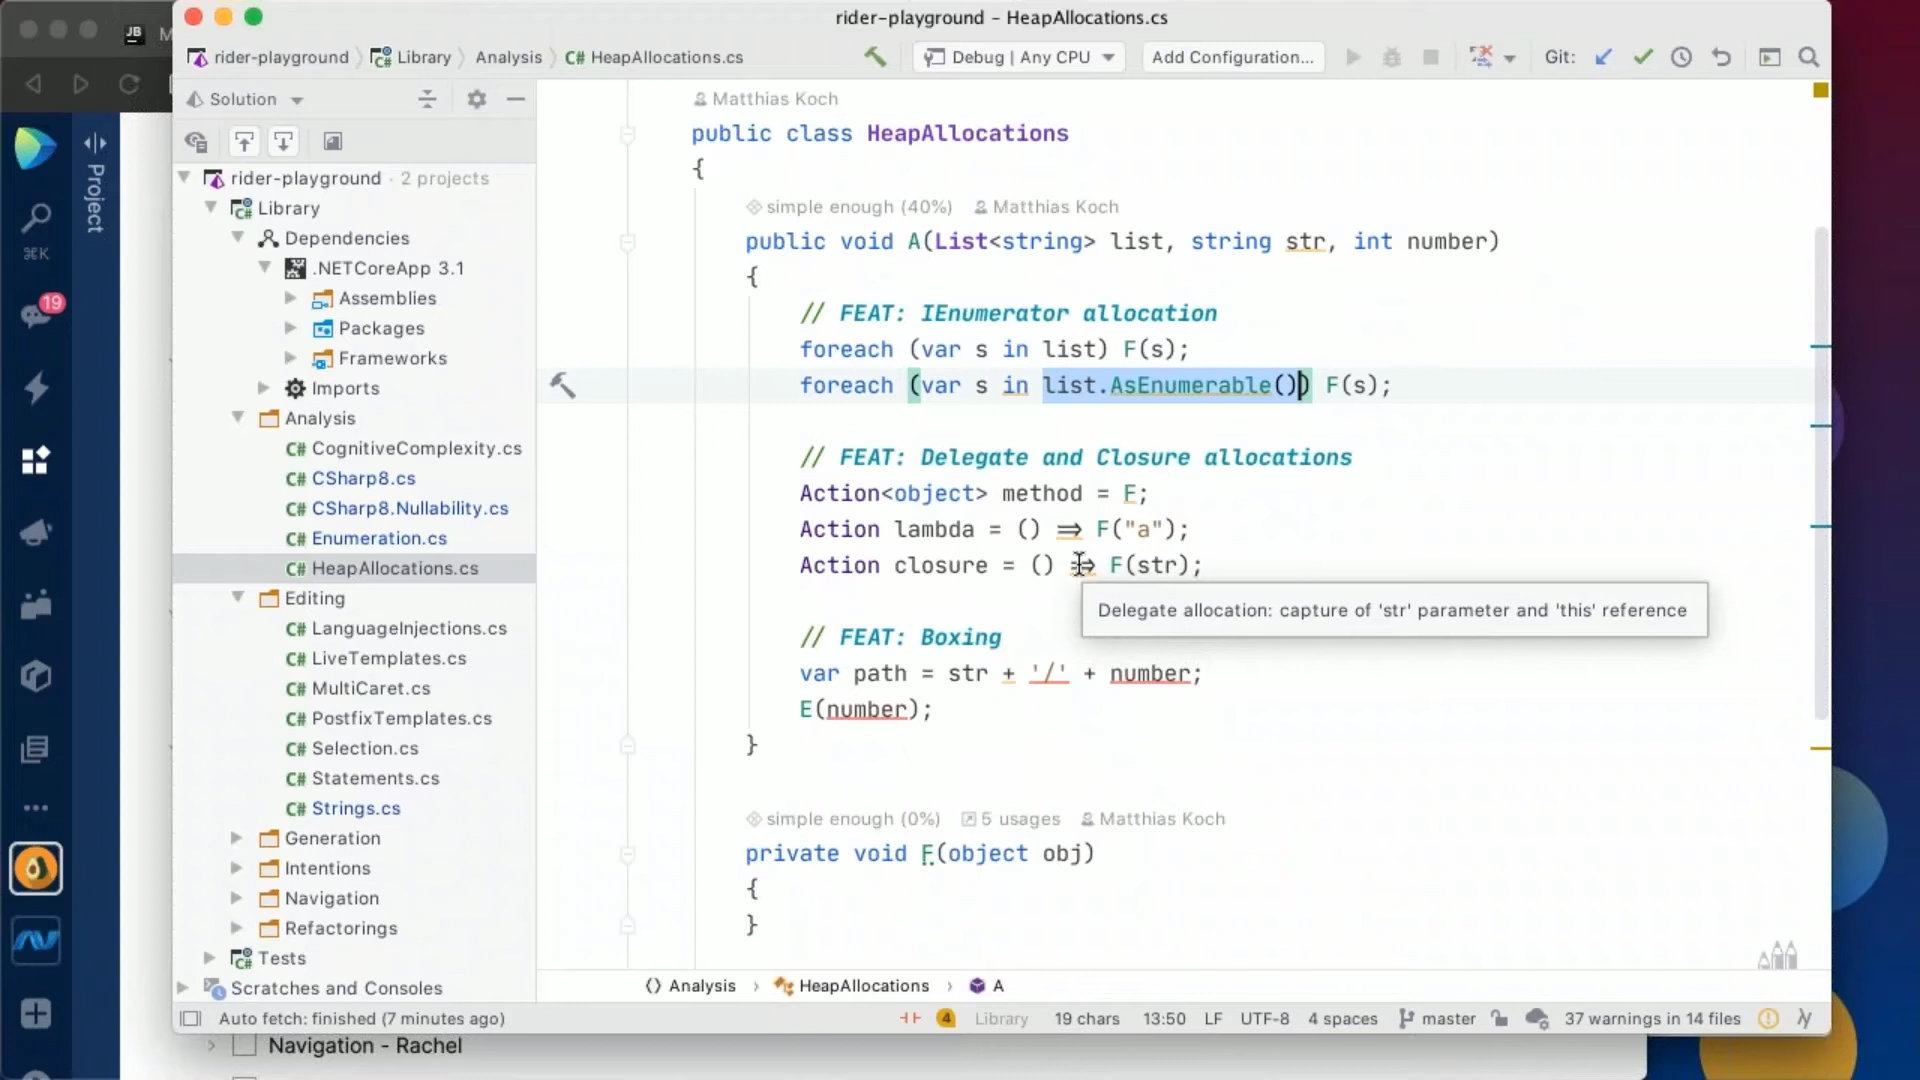 rider-playground – HeapAllocations.cs
JB M
rider-playground Library Analysis C# HeapAllocations.cs
Debug | Any CPU
Add Configuration...
Git:
Solution
Project
⌘K
19
rider-playground · 2 projects
Library
Dependencies
.NETCoreApp 3.1
Assemblies
Packages
Frameworks
Imports
Analysis
C# CognitiveComplexity.cs
C# CSharp8.cs
C# CSharp8.Nullability.cs
C# Enumeration.cs
C# HeapAllocations.cs
Editing
C# LanguageInjections.cs
C# LiveTemplates.cs
C# MultiCaret.cs
C# PostfixTemplates.cs
C# Selection.cs
C# Statements.cs
C# Strings.cs
Generation
Intentions
Navigation
Refactorings
Tests
Scratches and Consoles
Matthias Koch
public class HeapAllocations
{
simple enough (40%) Matthias Koch
public void A(List<string> list, string str, int number)
{
// FEAT: IEnumerator allocation
foreach (var s in list) F(s);
foreach (var s in list.AsEnumerable()) F(s);
// FEAT: Delegate and Closure allocations
Action<object> method = F;
Action lambda = () ⇒ F("a");
Action closure = () ⇒ F(str);
Delegate allocation: capture of 'str' parameter and 'this' reference
// FEAT: Boxing
var path = str + '/' + number;
E(number);
}
simple enough (0%) 5 usages Matthias Koch
private void F(object obj)
{
}
Analysis HeapAllocations A
Auto fetch: finished (7 minutes ago)
4 Library 19 chars 13:50 LF UTF-8 4 spaces master 37 warnings in 14 files
Navigation - Rachel